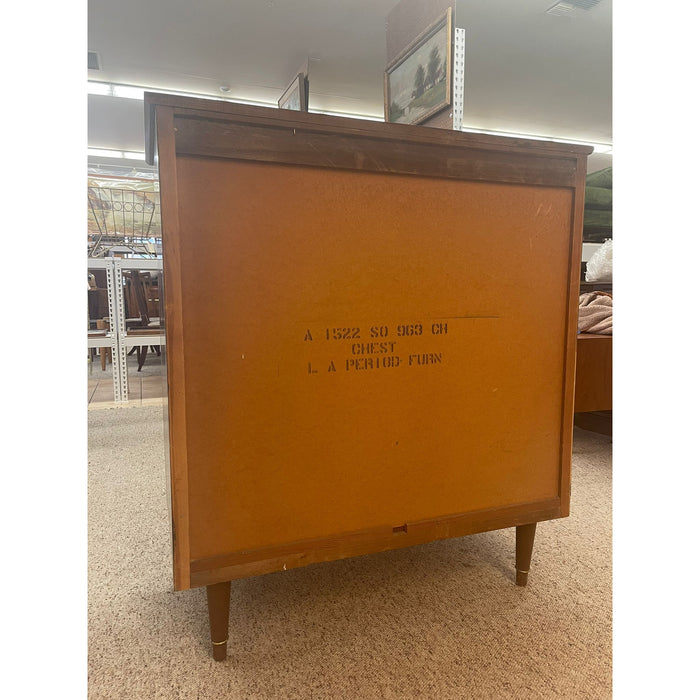 A 1522 SO 963 CH
CHEST
L A PERIOD FURN